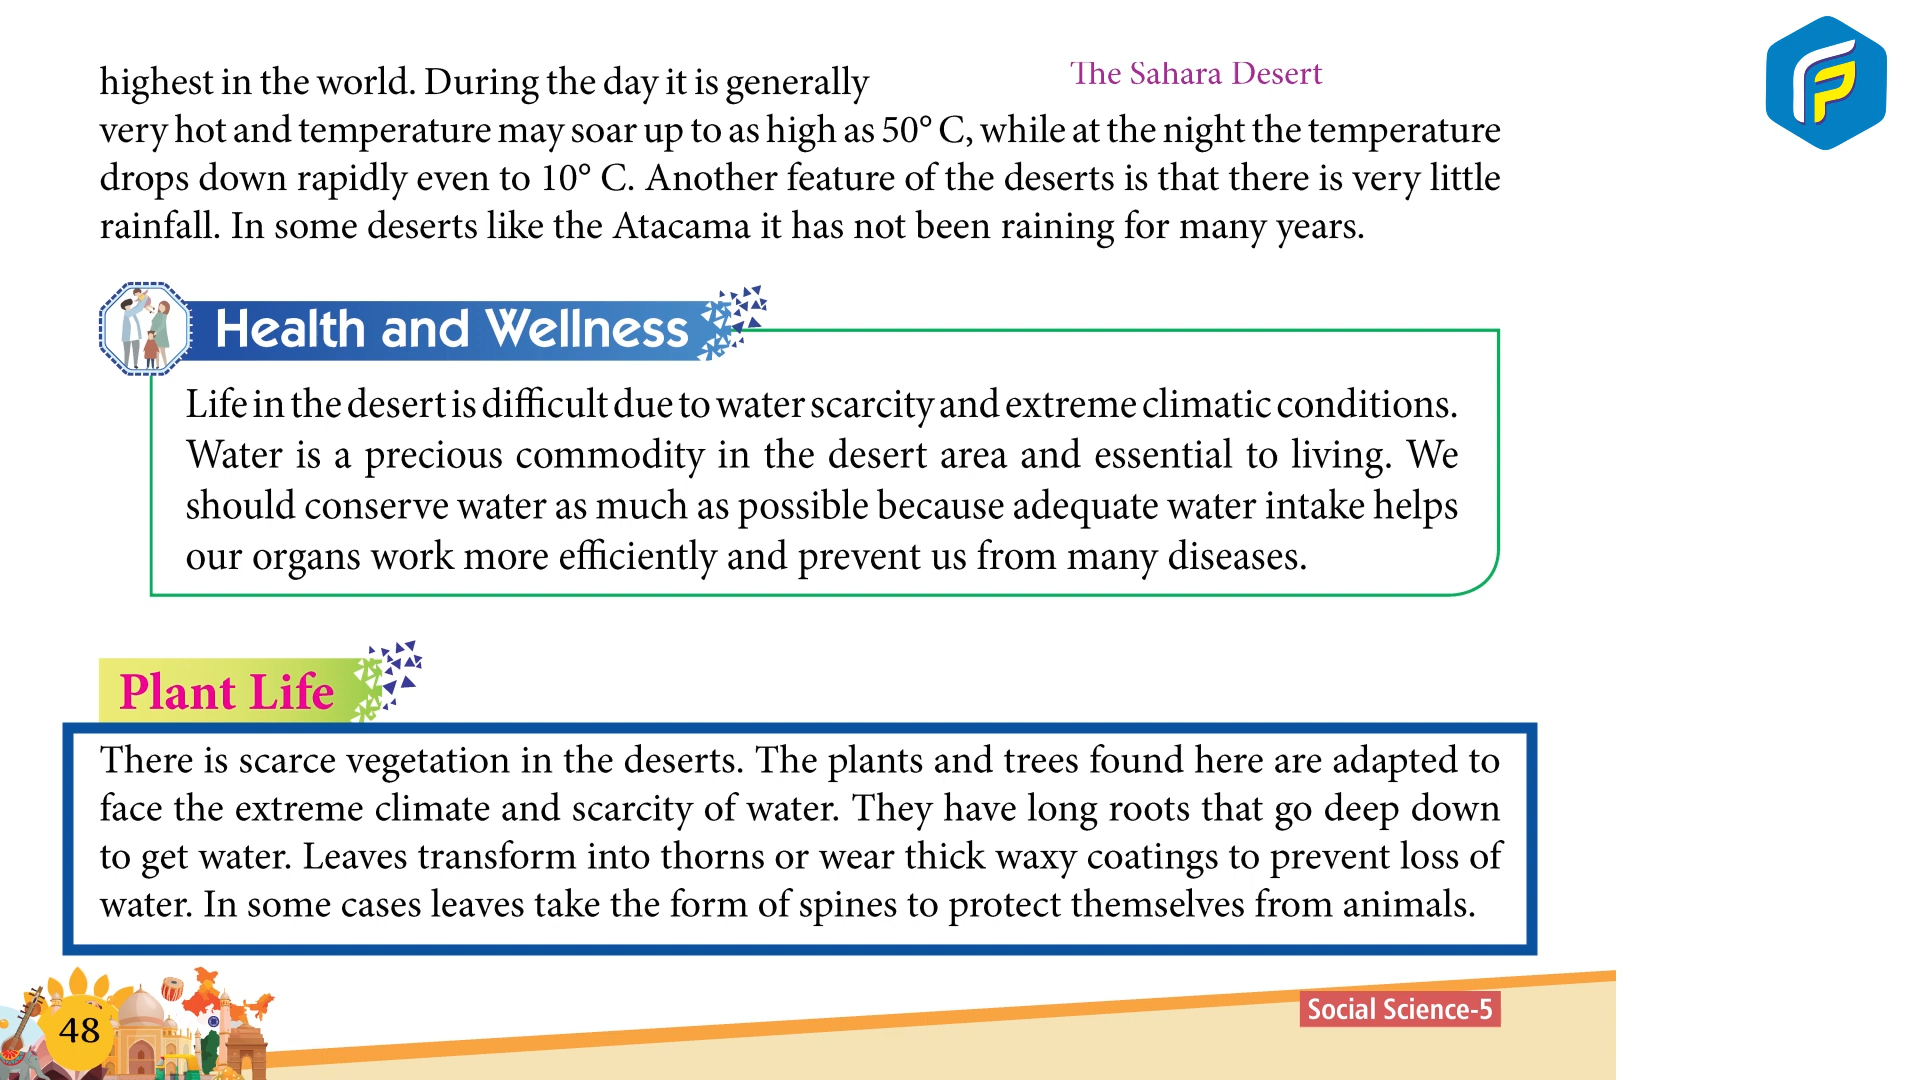 The Sahara Desert
highest in the world. During the day it is generally
very hot and temperature may soar up to as high as 50° C, while at the night the temperature
drops down rapidly even to 10° C. Another feature of the deserts is that there is very little
rainfall. In some deserts like the Atacama it has not been raining for many years.
Health and Wellness
Life in the desert is difficult due to water scarcity and extreme climatic conditions.
Water is a precious commodity in the desert area and essential to living. We
should conserve water as much as possible because adequate water intake helps
our organs work more efficiently and prevent us from many diseases.
Plant Life
There is scarce vegetation in the deserts. The plants and trees found here are adapted to
face the extreme climate and scarcity of water. They have long roots that go deep down
to get water. Leaves transform into thorns or wear thick waxy coatings to prevent loss of
water. In some cases leaves take the form of spines to protect themselves from animals.
48
Social Science-5